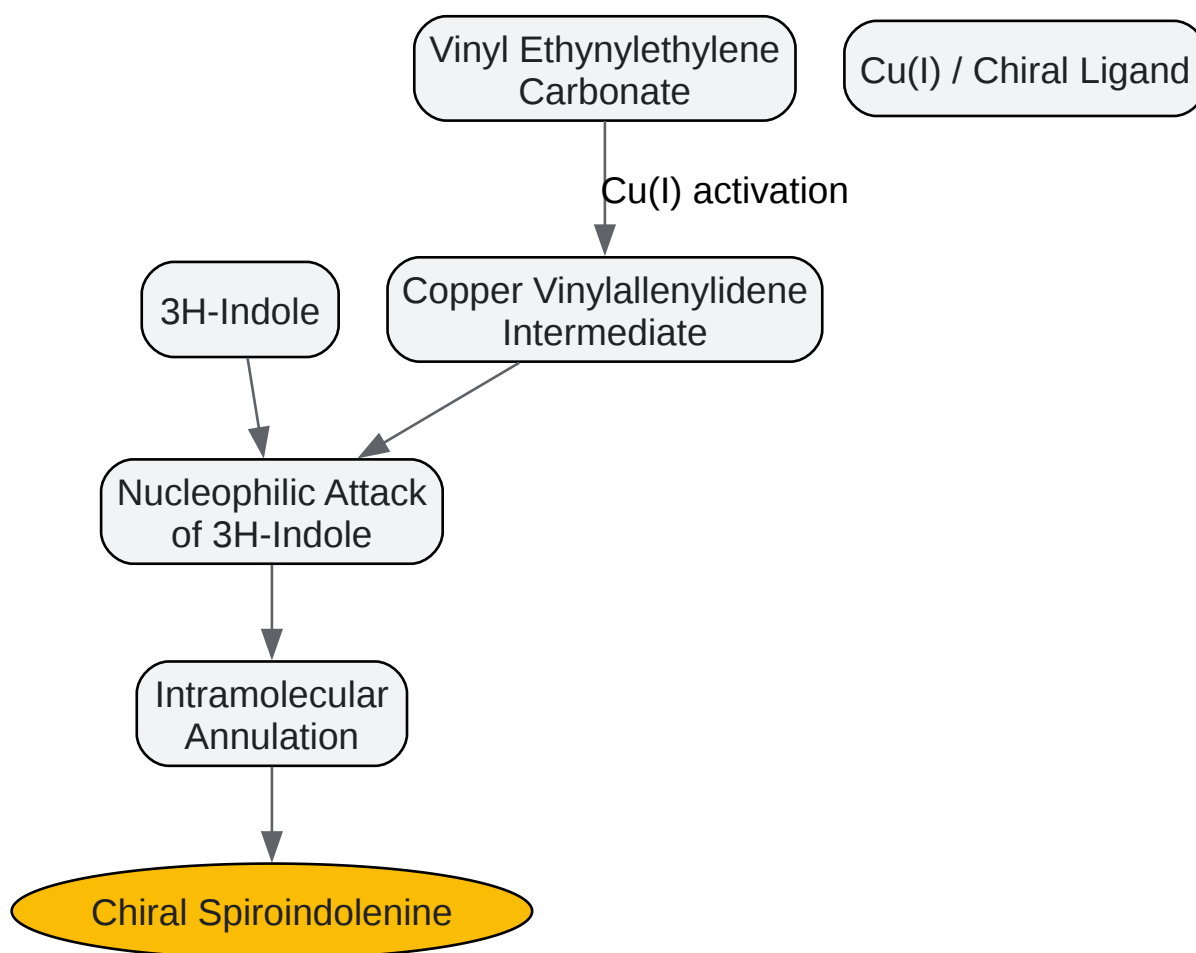 Vinyl Ethynylethylene
Carbonate
Cu(I) / Chiral Ligand
Cu(I) activation
3H-Indole
Copper Vinylallenylidene
Intermediate
Nucleophilic Attack
of 3H-Indole
Intramolecular
Annulation
Chiral Spiroindolenine